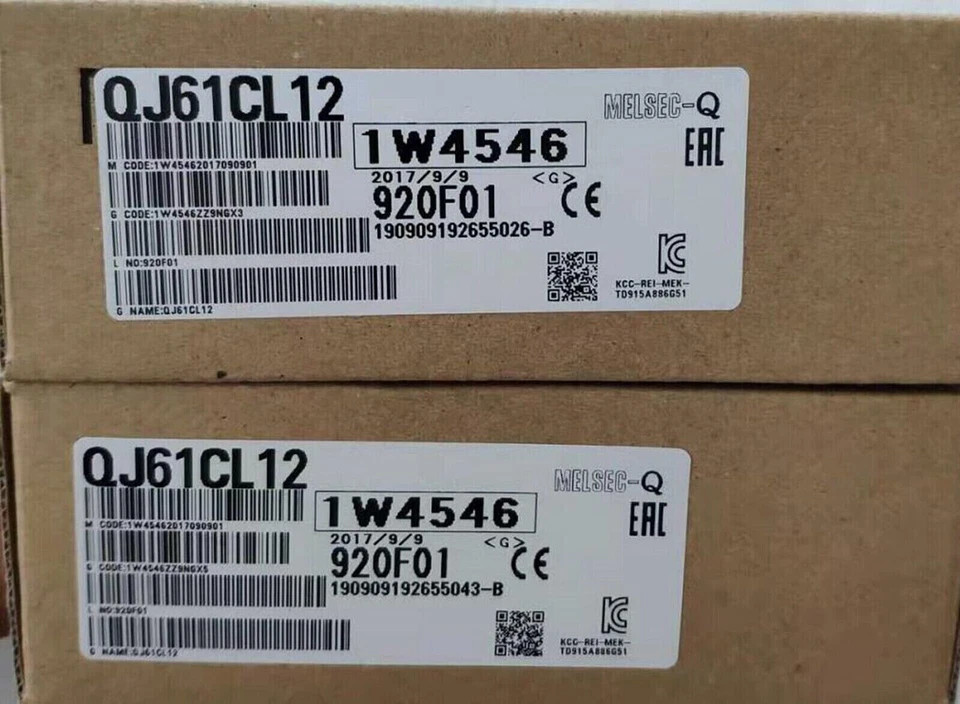 QJ61CL12
MELSEC-Q
1W4546
EAC
M CODE:1W45462017090901
2017/9/9 <G>
920F01 CE
G CODE:1W4546ZZ9NGX3
190909192655026-B
L NO:920F01
KC
KCC-REI-MEK-
TD915A886G51
G NAME:QJ61CL12
QJ61CL12
MELSEC-Q
1W4546
EAC
M CODE:1W45462017090901
2017/9/9 <G>
920F01 CE
G CODE:1W4546ZZ9NGX5
190909192655043-B
L NO:920F01
KC
KCC-REI-MEK-
TD915A886G51
G NAME:QJ61CL12